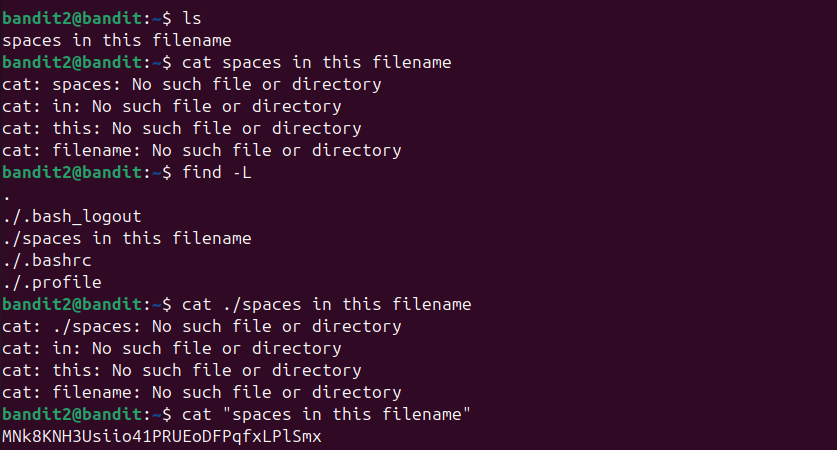 bandit2@bandit:~$ ls
spaces in this filename
bandit2@bandit:~$ cat spaces in this filename
cat: spaces: No such file or directory
cat: in: No such file or directory
cat: this: No such file or directory
cat: filename: No such file or directory
bandit2@bandit:~$ find -L
.
./.bash_logout
./spaces in this filename
./.bashrc
./.profile
bandit2@bandit:~$ cat ./spaces in this filename
cat: ./spaces: No such file or directory
cat: in: No such file or directory
cat: this: No such file or directory
cat: filename: No such file or directory
bandit2@bandit:~$ cat "spaces in this filename"
MNk8KNH3Usiio41PRUEoDFPqfxLPlSmx